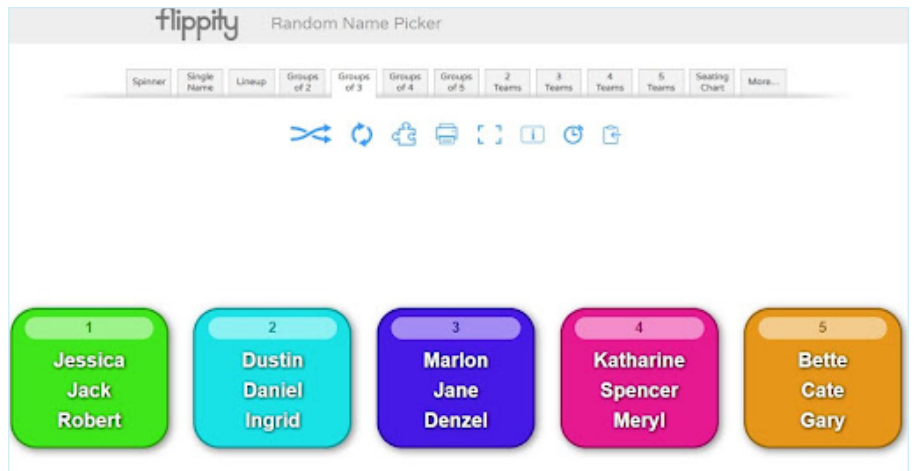 flippity Random Name Picker
Spinner
Single
Name
Lineup
Groups
of 2
Groups
of 3
Groups
of 4
Groups
of 5
2
Teams
3
Teams
4
Teams
5
Teams
Seating
Chart
More...
1
Jessica
Jack
Robert
2
Dustin
Daniel
Ingrid
3
Marlon
Jane
Denzel
4
Katharine
Spencer
Meryl
5
Bette
Cate
Gary